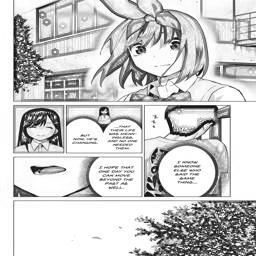 I KNOW
SOMEONE
ELSE WHO
SAID THE
SAME
THING...
...THAT
THEIR LIFE
WAS MEAN-
INGLESS,
AND NO ONE
NEEDED
THEM.
BUT
NOW, HE'S
CHANGING.
I HOPE THAT
ONE DAY YOU
CAN MOVE
BEYOND
THE PAST
AS WELL.